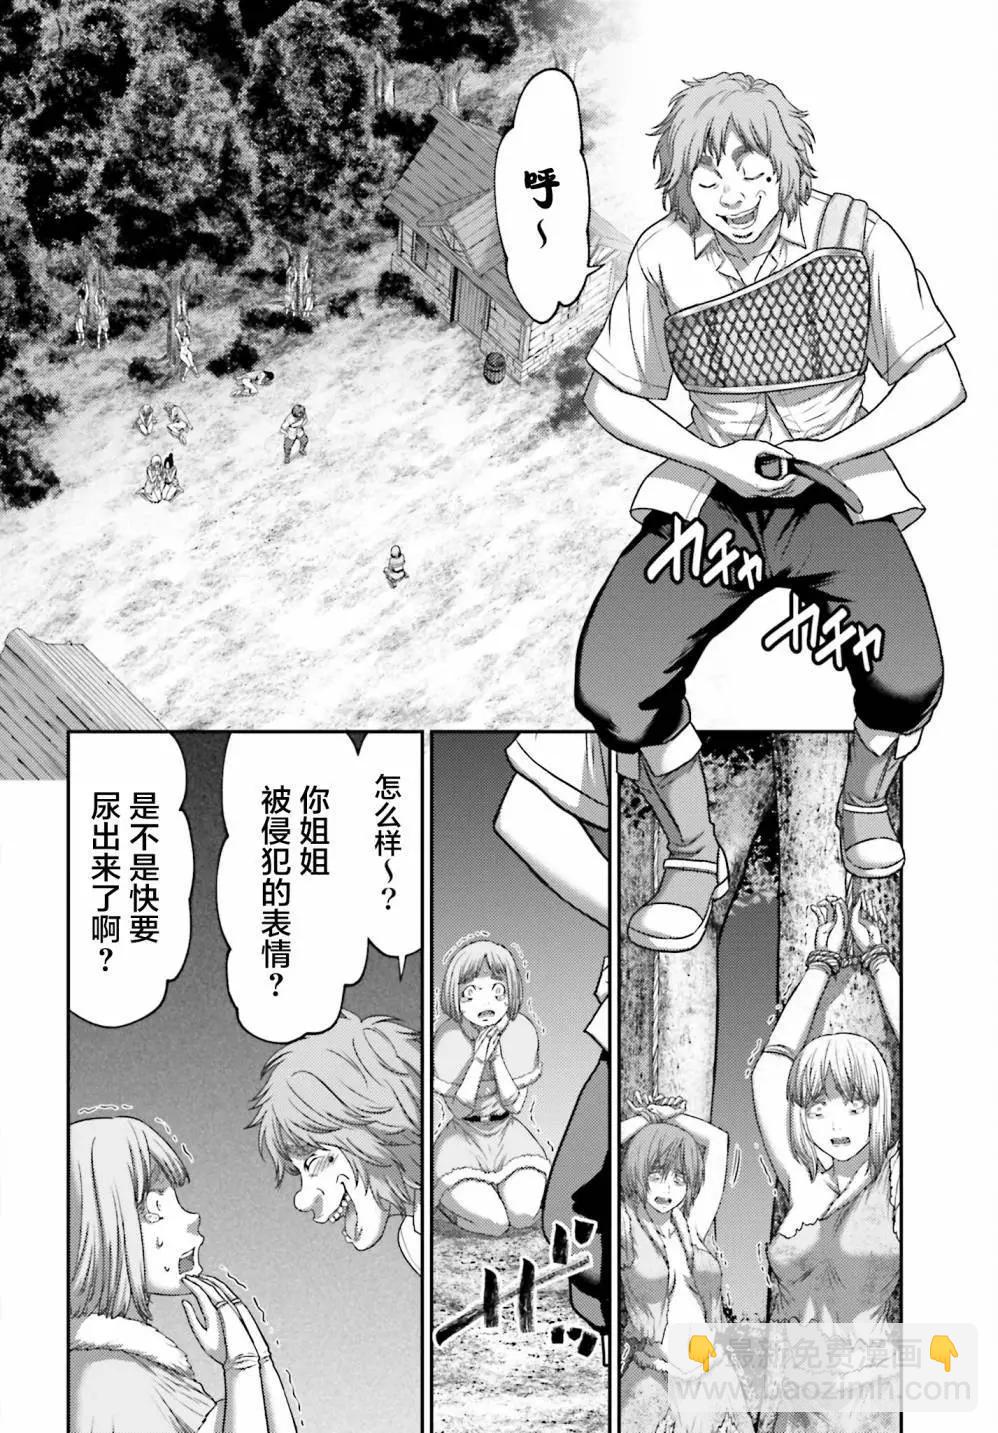 呼～
カチャ
カチャ
怎么样～？
你姐姐
被侵犯的表情？
是不是快要
尿出来了啊？
ザッ
最新免费漫画
www.baozimh.com